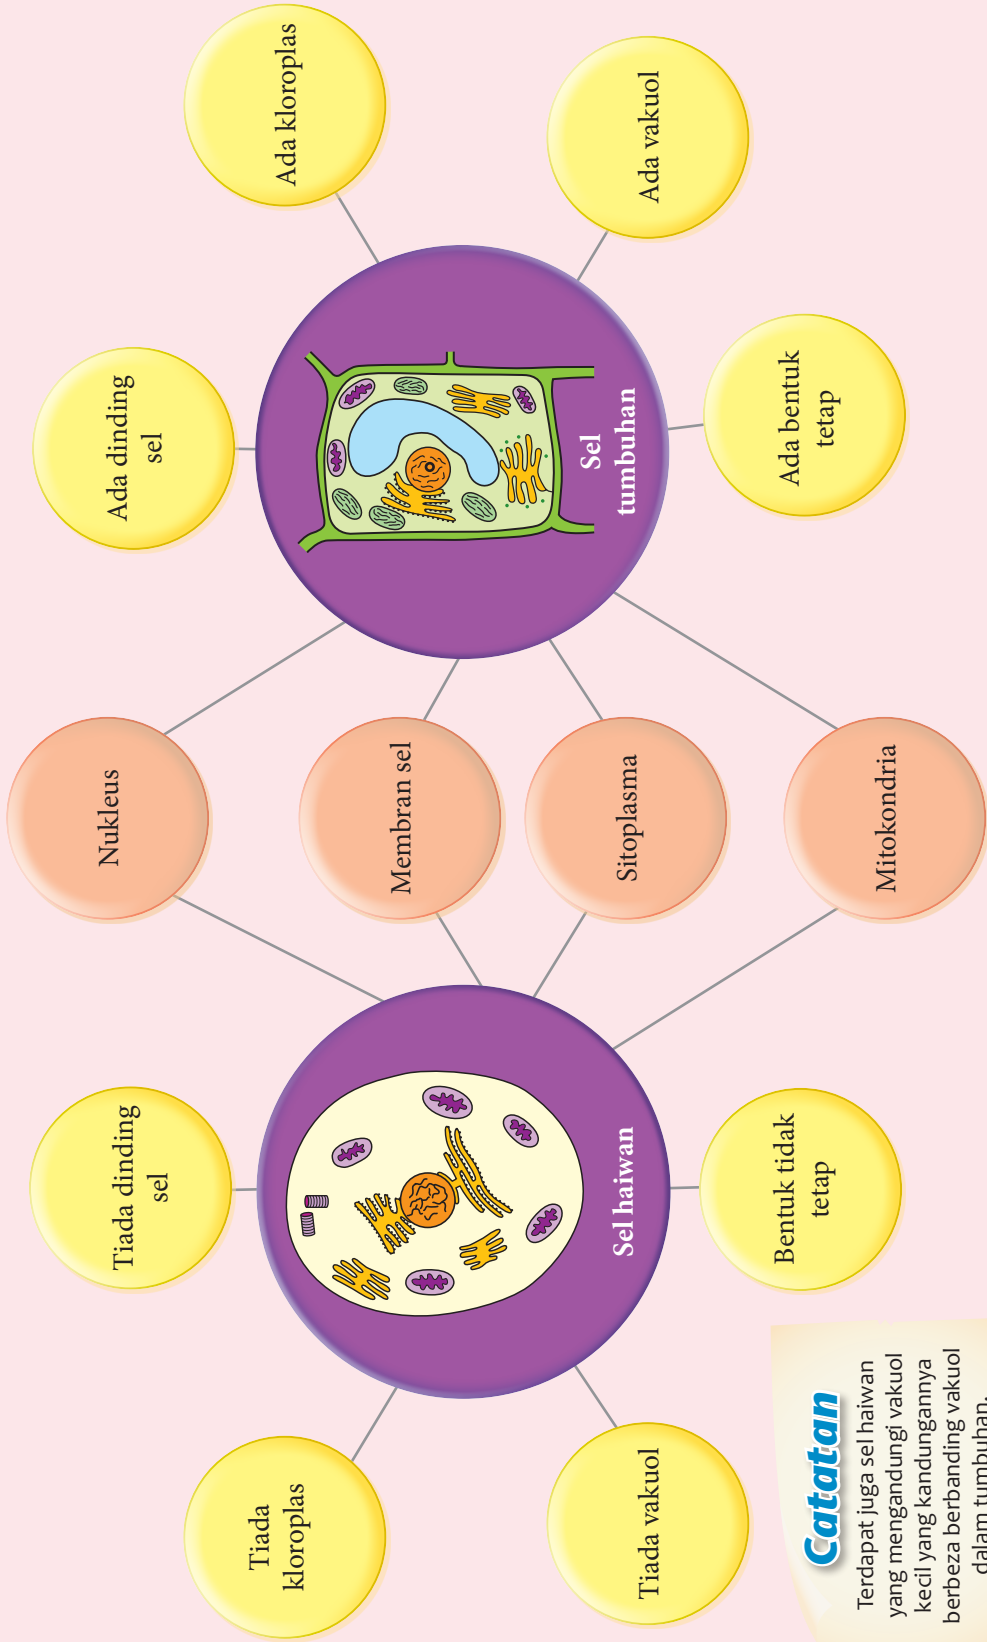 Tiada dinding
sel
Nukleus
Ada dinding
sel
Tiada
kloroplas
Ada kloroplas
Membran sel
Sel haiwan
Sel
tumbuhan
Sitoplasma
Tiada vakuol
Ada vakuol
Bentuk tidak
tetap
Mitokondria
Ada bentuk
tetap
Catatan
Terdapat juga sel haiwan
yang mengandungi vakuol
kecil yang kandungannya
berbeza berbanding vakuol
dalam tumbuhan.